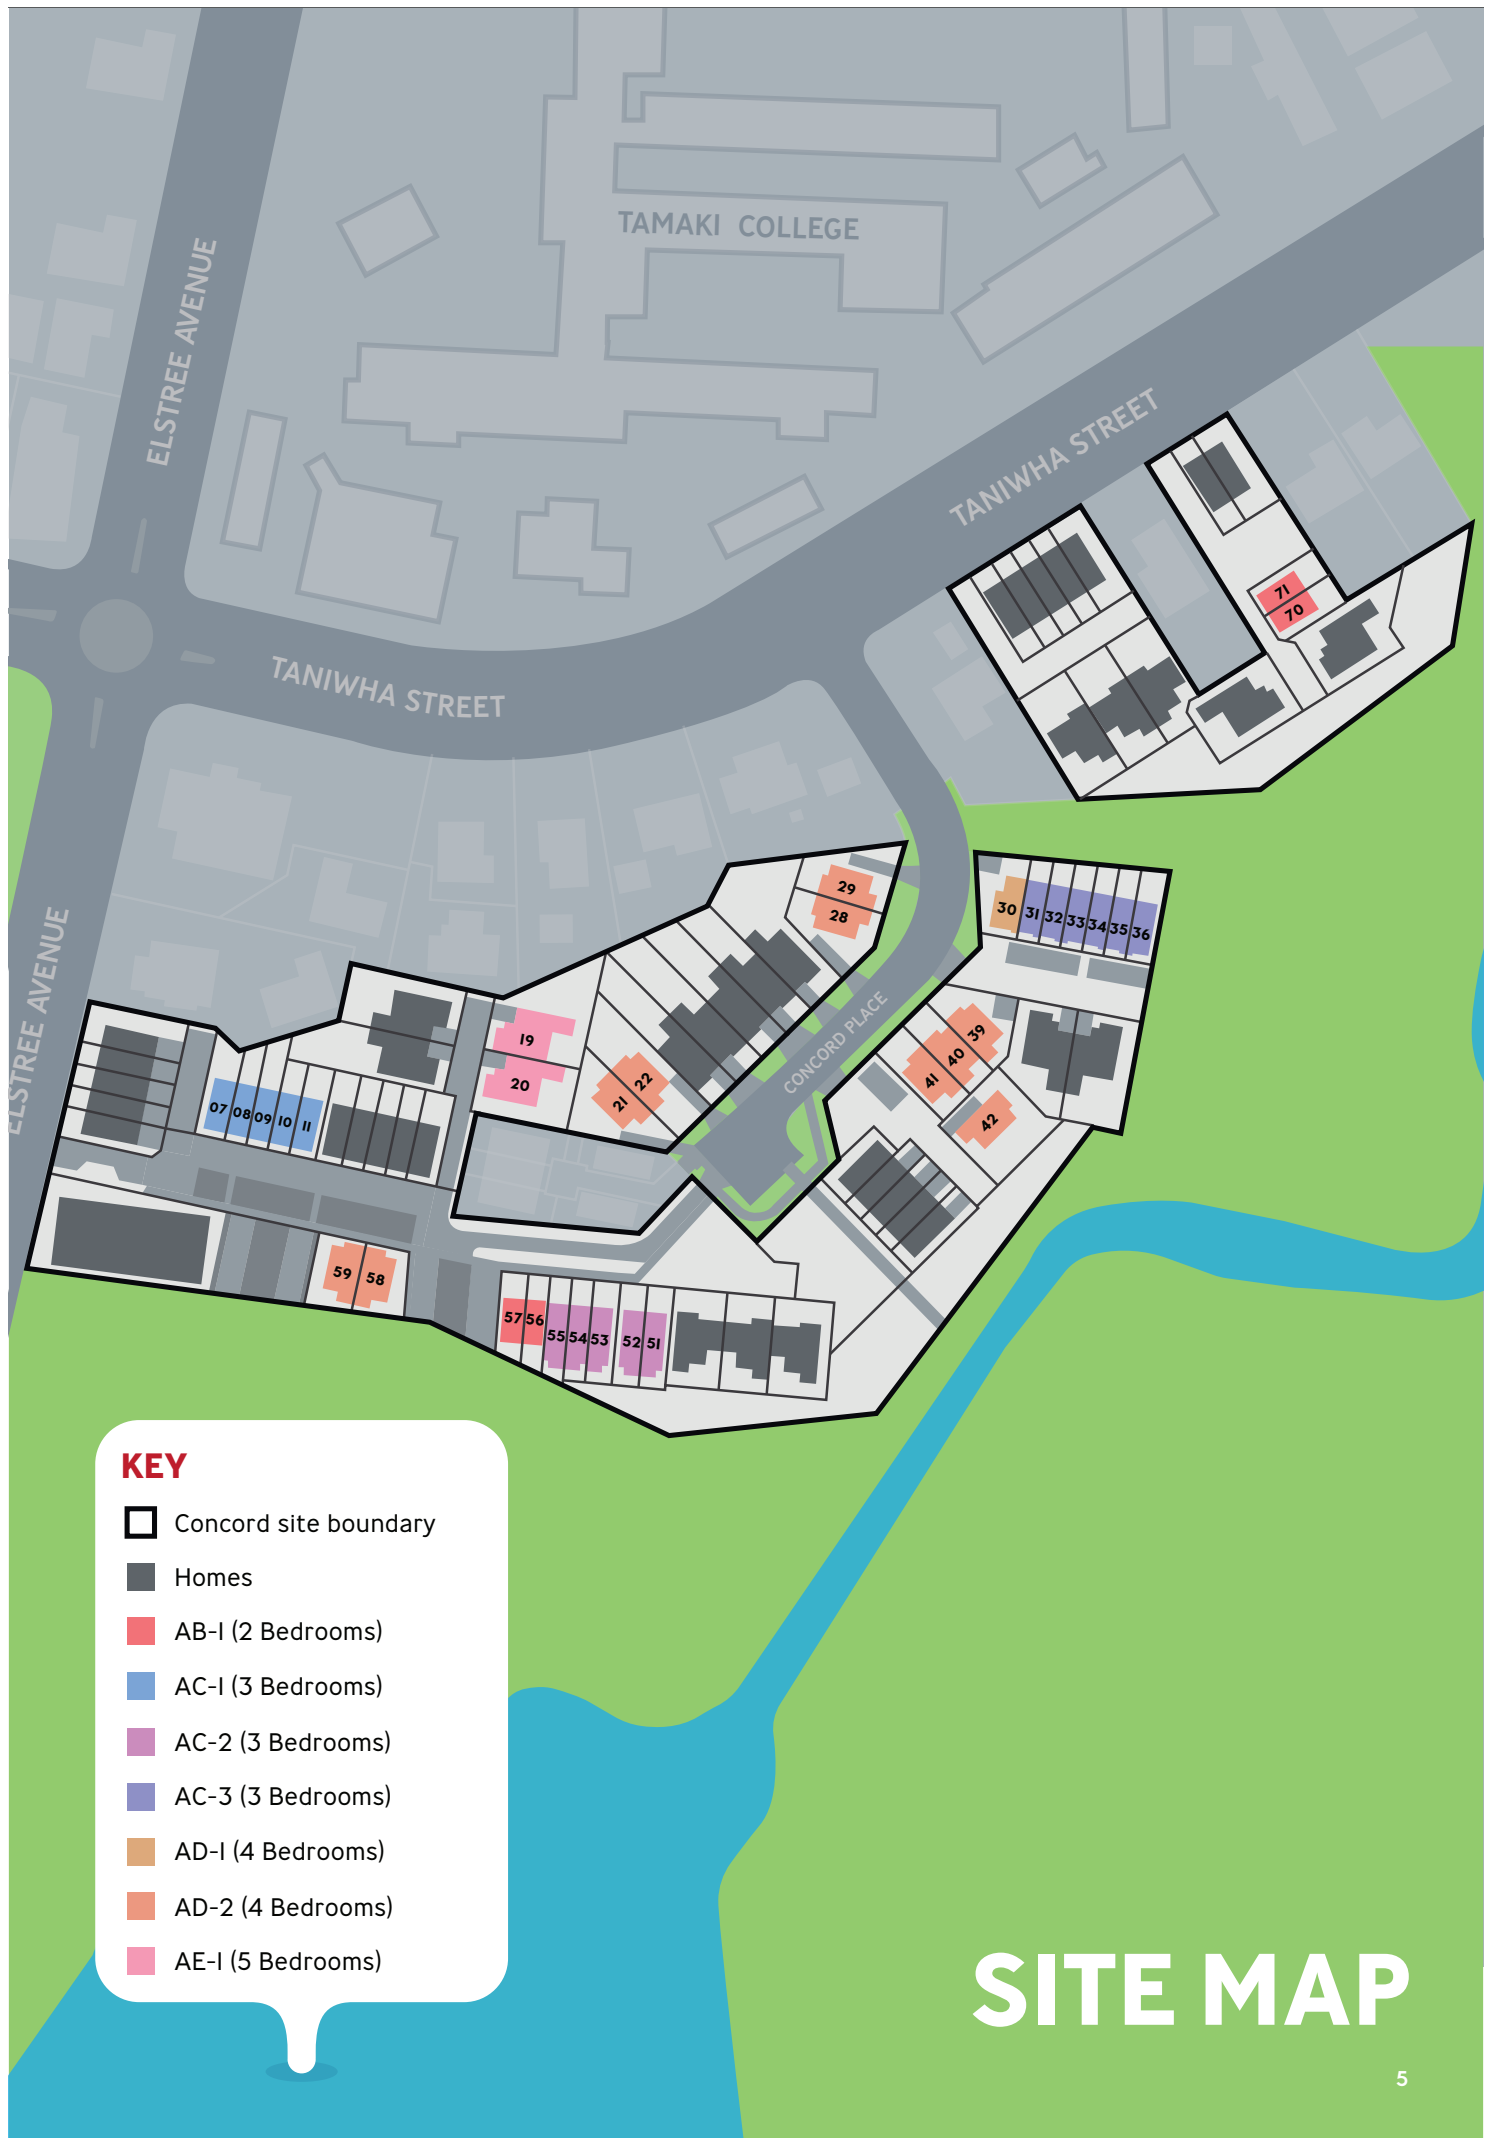 TAMAKI COLLEGE
ELSTREE AVENUE
TANIWHA STREET
TANIWHA STREET
71
70
29
28
30
31
32
33
34
35
36
ELSTREE AVENUE
19
20
22
21
CONCORD PLACE
39
40
41
42
07
08
09
10
11
59
58
57
56
55
54
53
52
51
KEY
Concord site boundary
Homes
AB-1 (2 Bedrooms)
AC-1 (3 Bedrooms)
AC-2 (3 Bedrooms)
AC-3 (3 Bedrooms)
AD-1 (4 Bedrooms)
AD-2 (4 Bedrooms)
AE-1 (5 Bedrooms)
SITE MAP
5